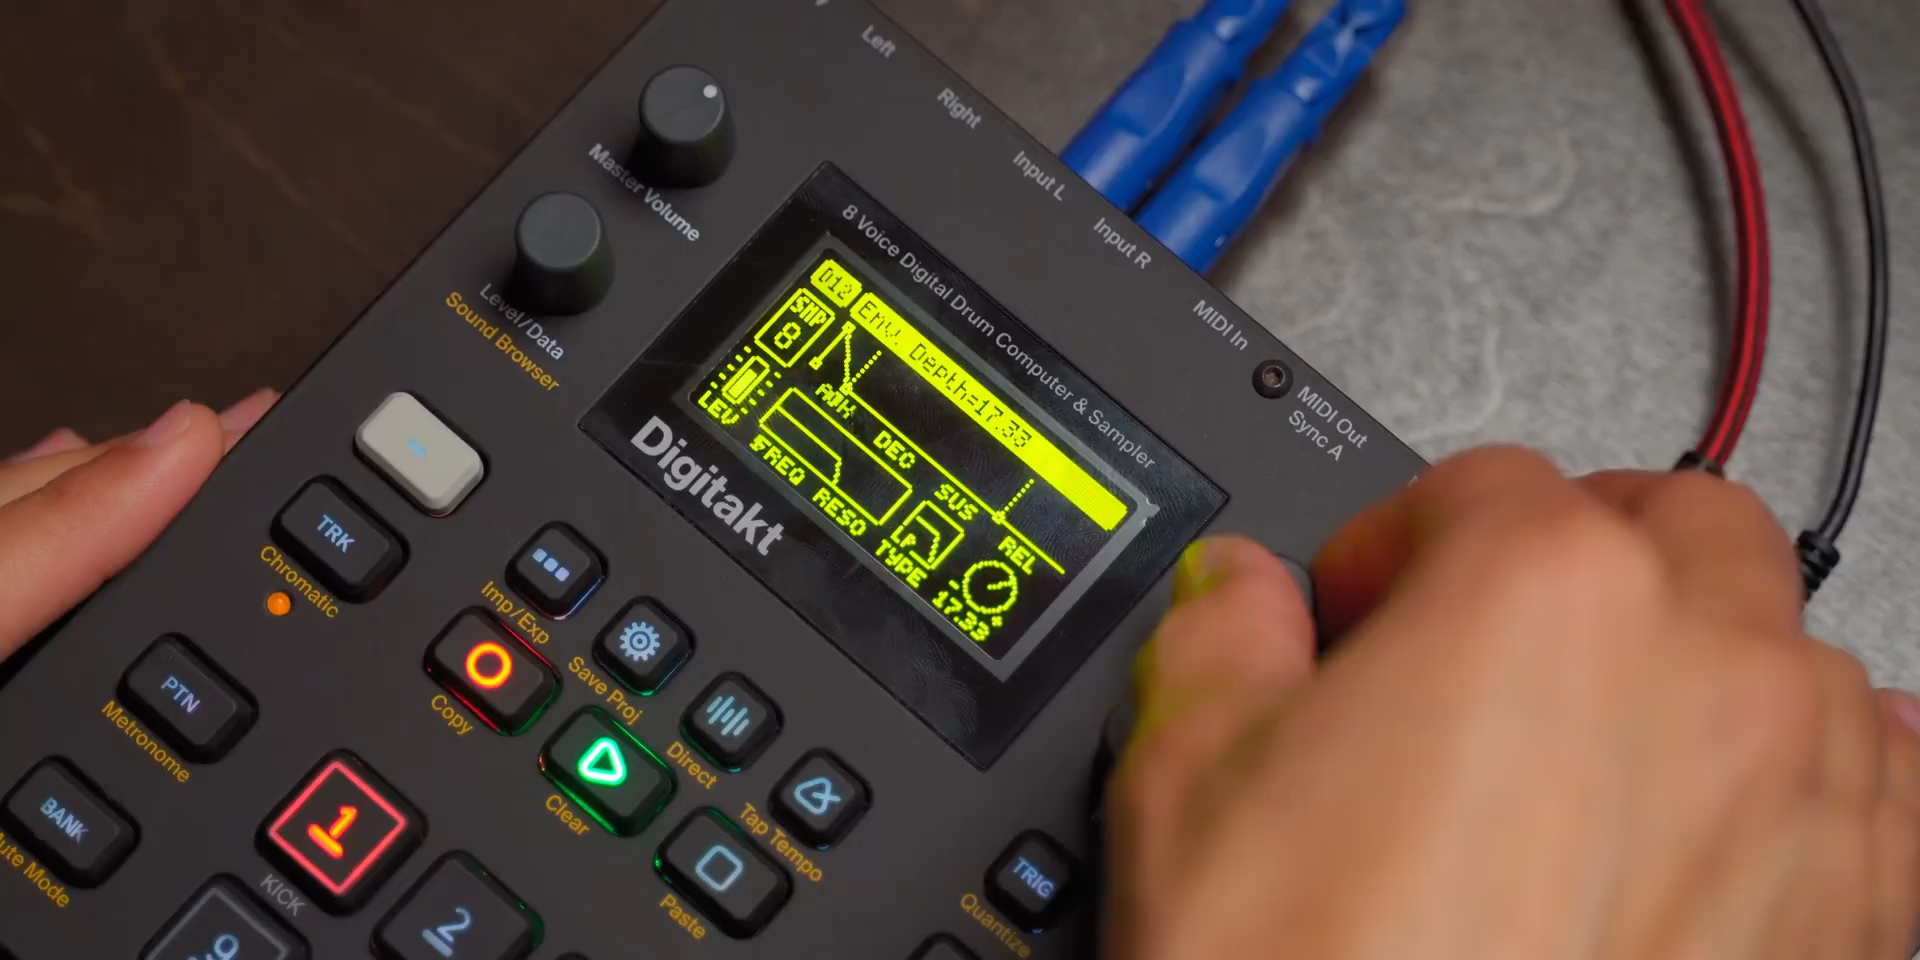 Left
Right
Input L
Input R
MIDI In
MIDI Out
Sync A
Master Volume
Level/Data
Sound Browser
8 Voice Digital Drum Computer & Sampler
Env. Depth=17.33
SMP
8
LEV
DEC
SUS
REL
FREQ
RESO
LP
TYPE
17.33
Digitakt
TRK
Chromatic
PTN
Metronome
BANK
ute Mode
Imp/Exp
Copy
Save Proj
Clear
Direct
Tap Tempo
Paste
TRIG
Quantize
1
KICK
2
9